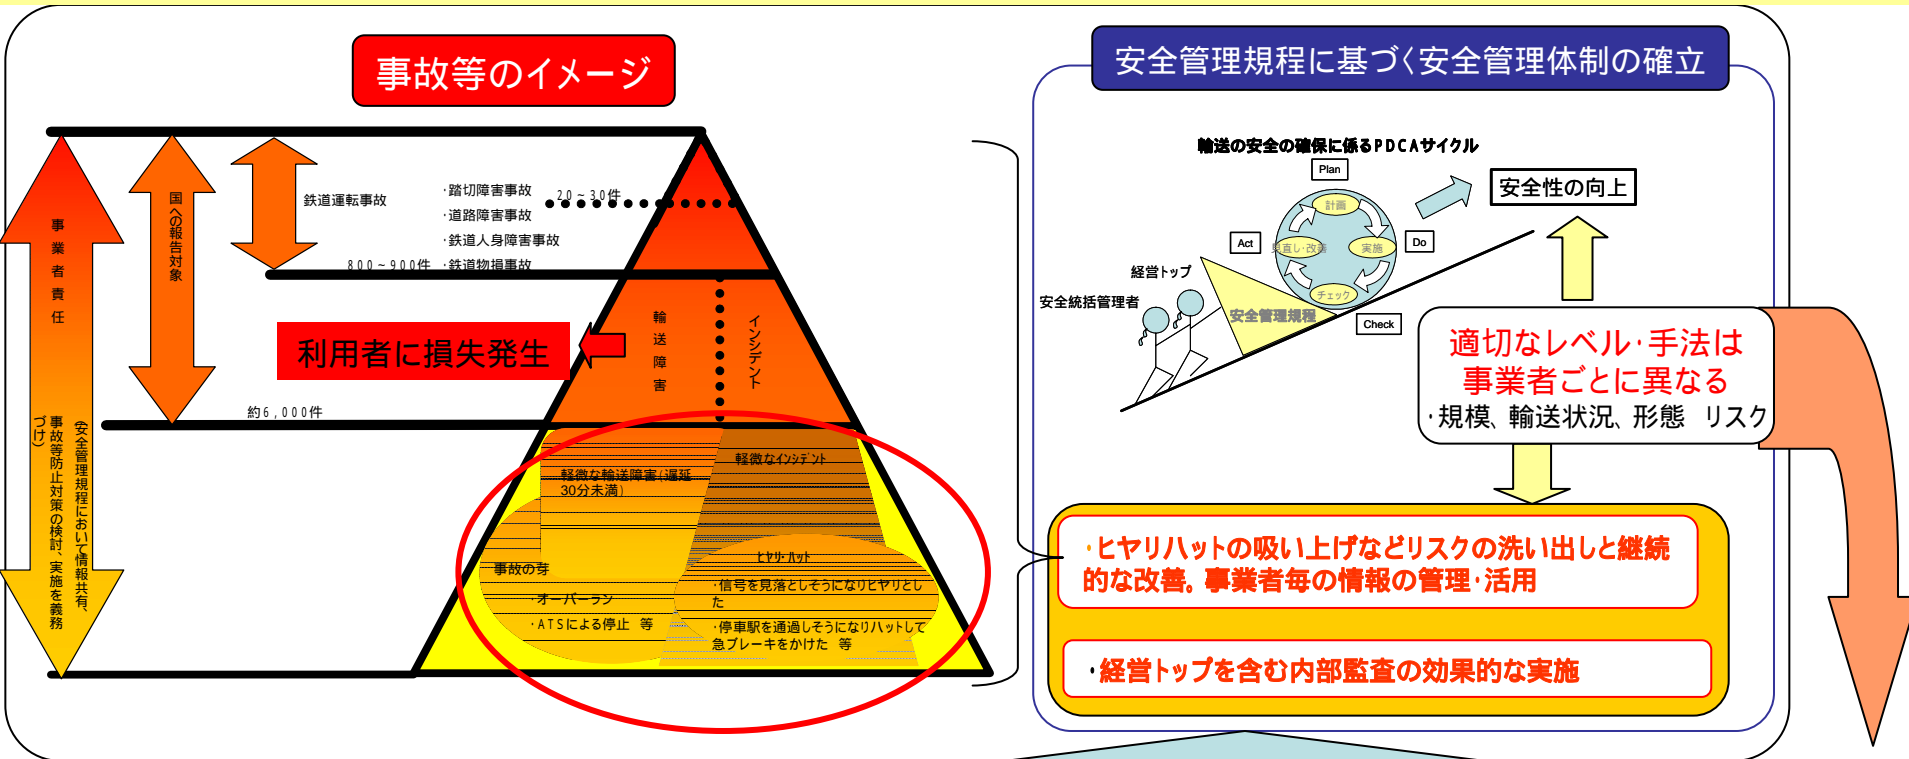 事故等のイメージ
事業者責任
(安全管理規程において情報共有、
事故等防止対策の検討、実施を義務
づけ)
国への報告対象
鉄道運転事故
・踏切障害事故
・道路障害事故
・鉄道人身障害事故
・鉄道物損事故
20~30件
800~900件
利用者に損失発生
輸送障害
インシデント
約6,000件
軽微な輸送障害(遅延
30分未満)
軽微なインシデント
事故の芽
・オーバーラン
・ATSによる停止 等
ヒヤリ・ハット
・信号を見落としそうになりヒヤリとし
た
・停車駅を通過しそうになりハットして
急ブレーキをかけた 等
安全管理規程に基づく安全管理体制の確立
輸送の安全の確保に係るPDCAサイクル
Plan
計画
Act
見直し・改善
実施
Do
チェック
Check
安全性の向上
経営トップ
安全統括管理者
安全管理規程
適切なレベル・手法は
事業者ごとに異なる
・規模、輸送状況、形態 リスク
・ヒヤリハットの吸い上げなどリスクの洗い出しと継続
的な改善。事業者毎の情報の管理・活用
・経営トップを含む内部監査の効果的な実施